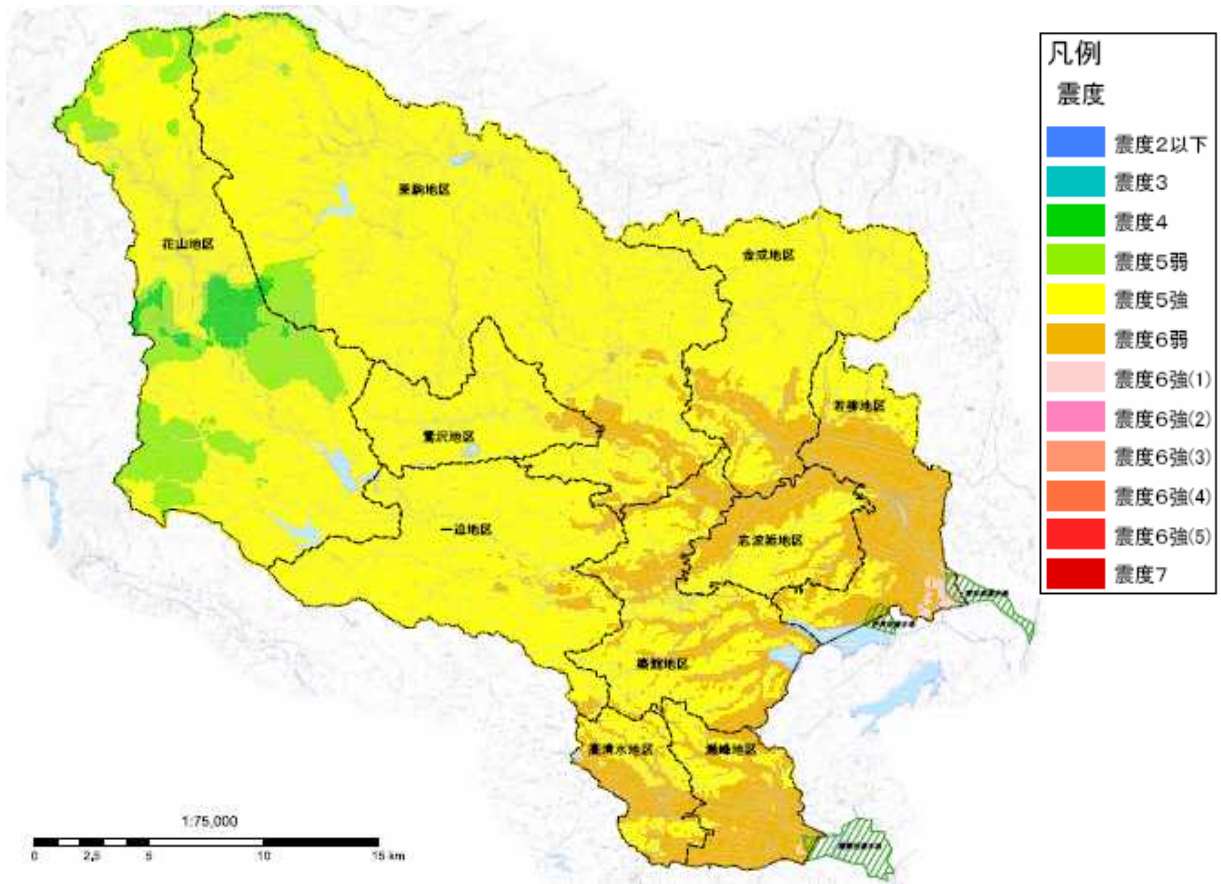 凡例
震度
震度2以下
震度3
震度4
震度5弱
震度5強
震度6弱
震度6強(1)
震度6強(2)
震度6強(3)
震度6強(4)
震度6強(5)
震度7
栗駒地区
花山地区
金成地区
若柳地区
鶯沢地区
一迫地区
志波姫地区
築館地区
高清水地区
瀬峰地区
1:75,000
0 2,5 5 10 15 km